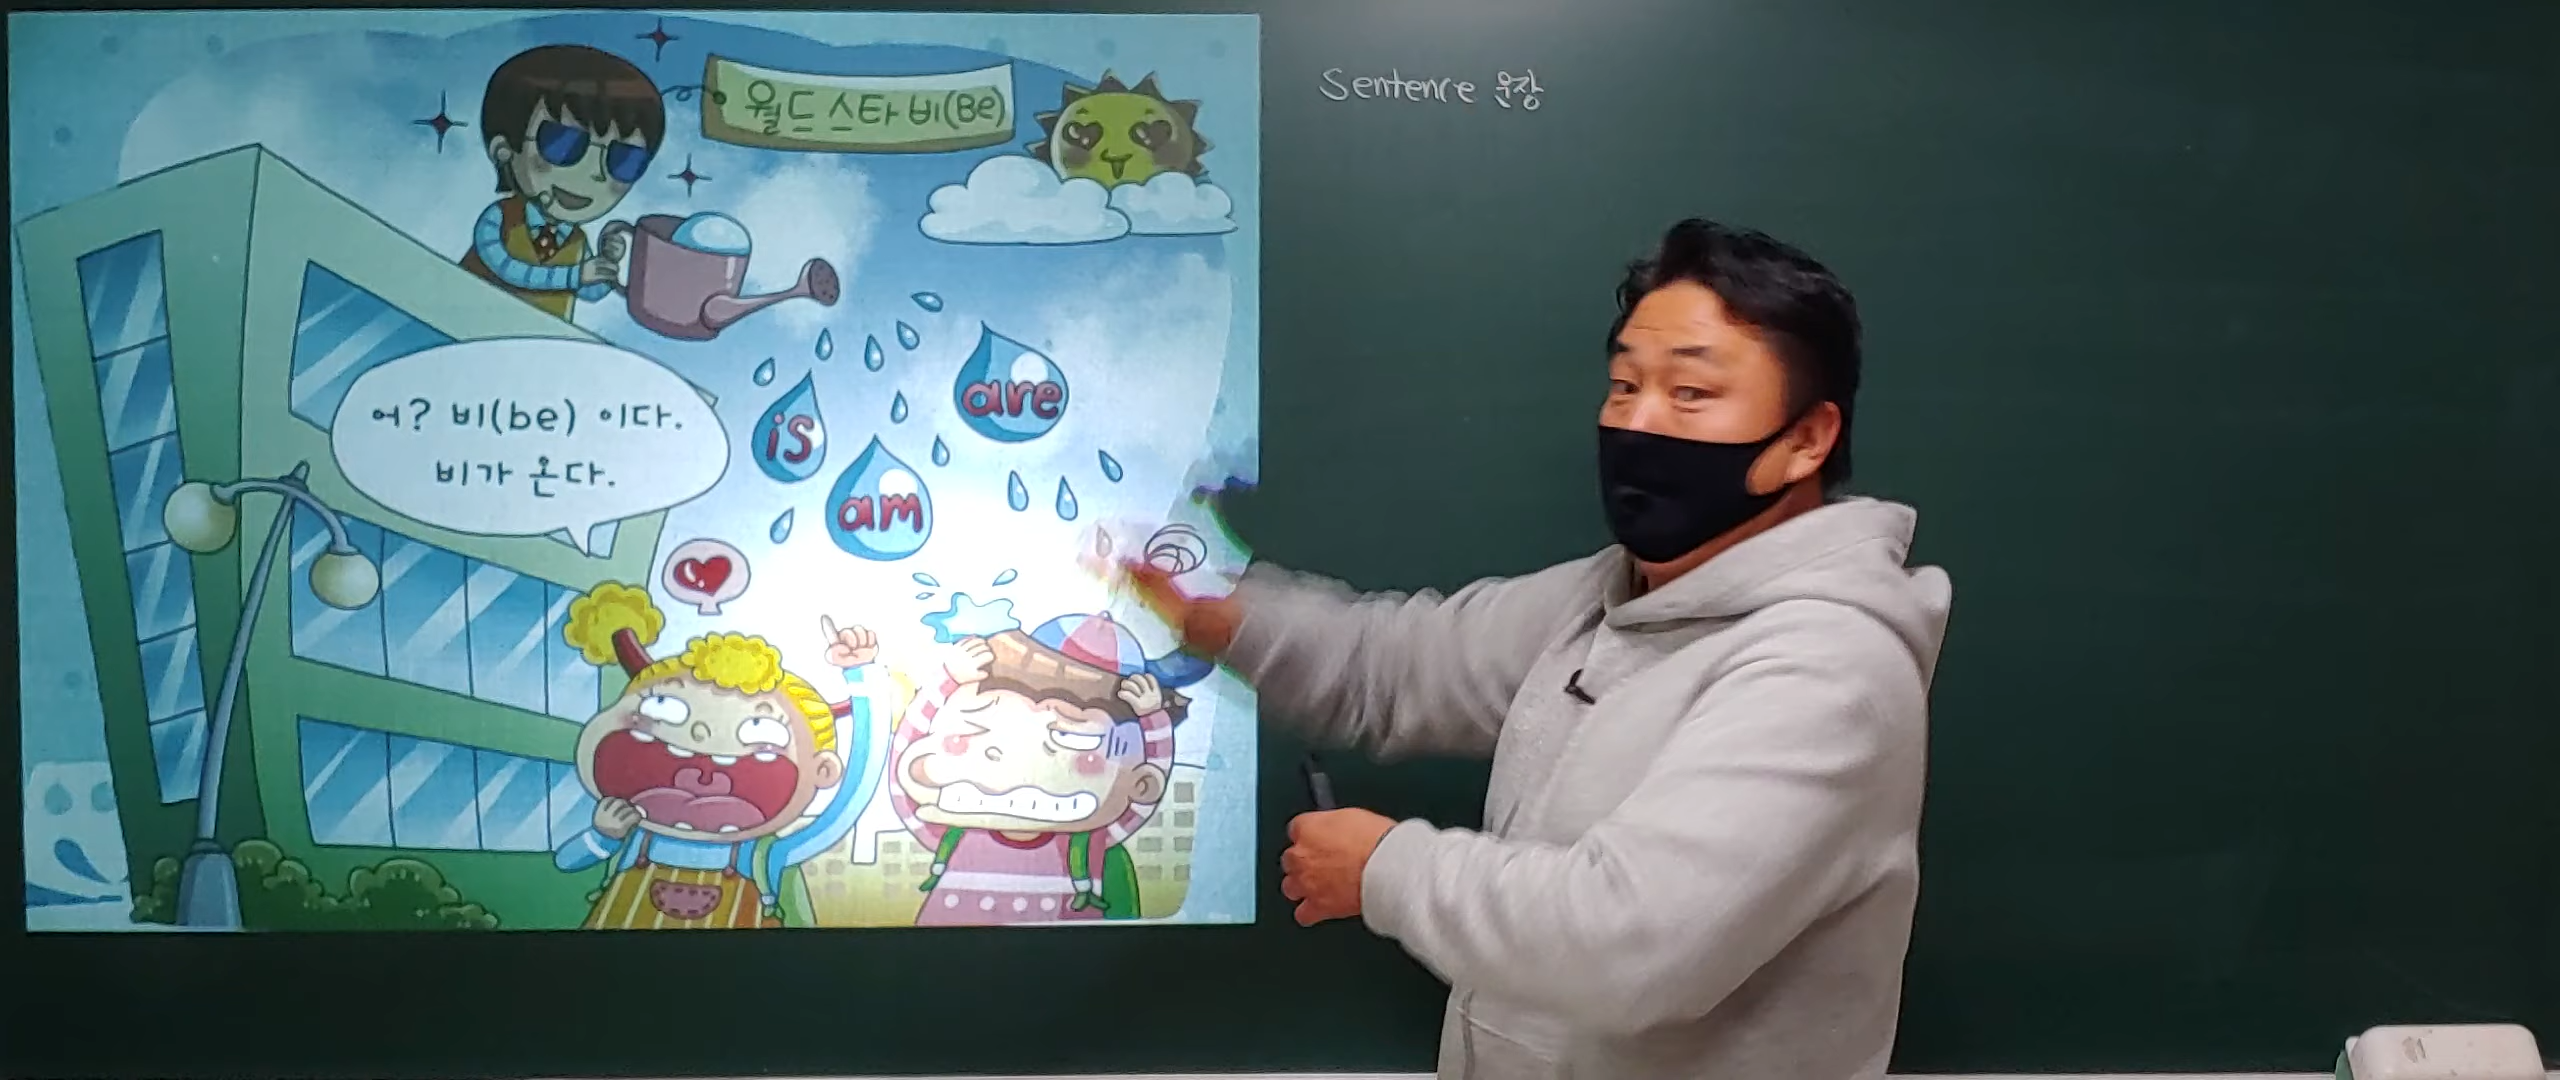 월드 스타 비(Be)
Sentence 문장
어? 비(be) 이다.
비가 온다.
is
are
am